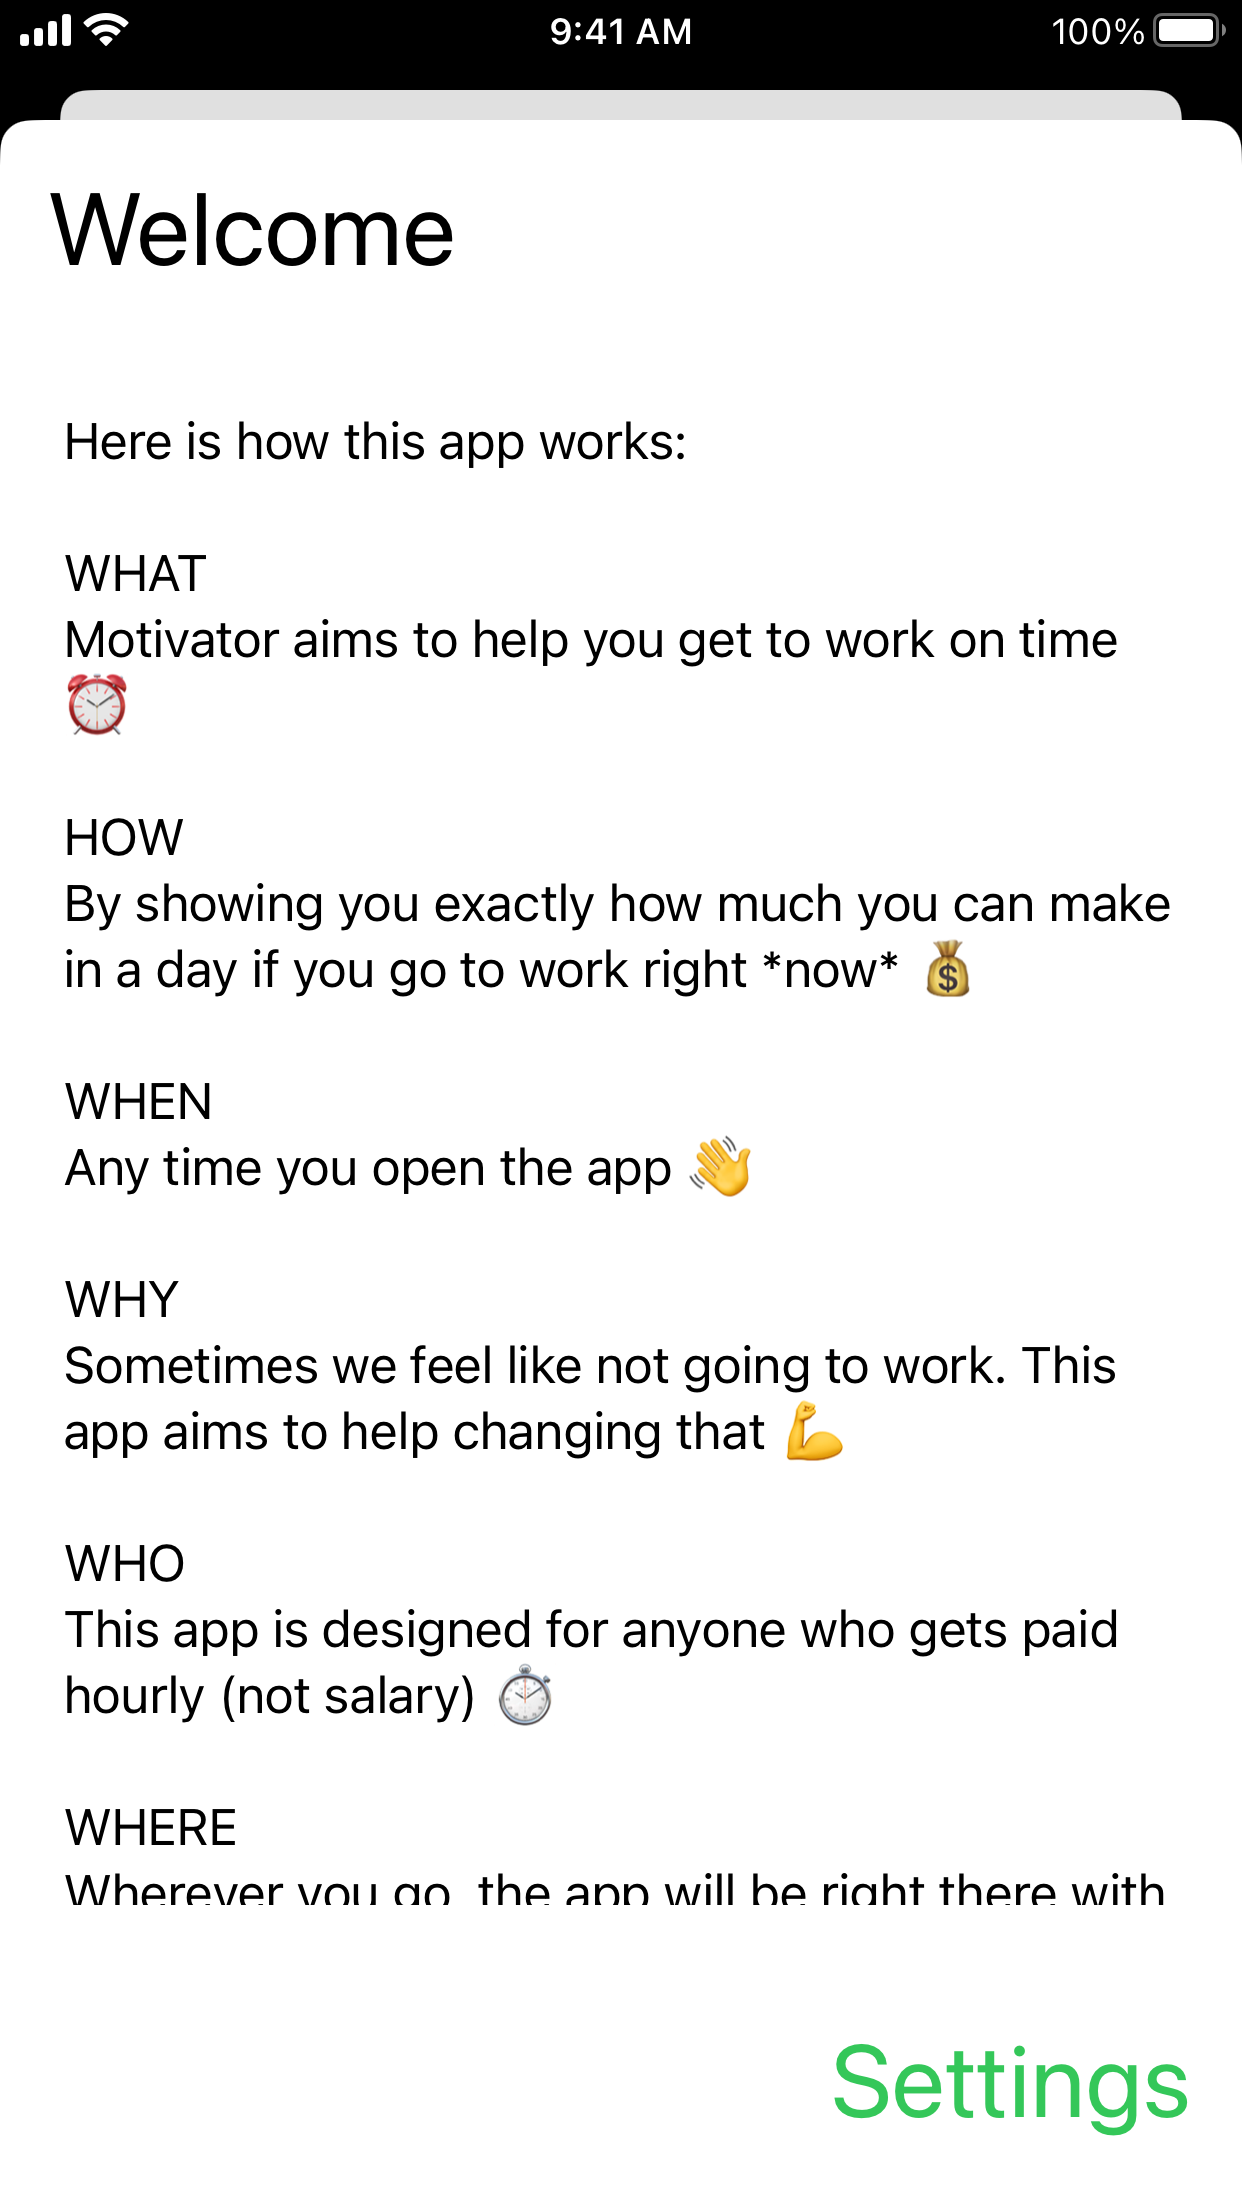 9:41 AM
100%
Welcome
Here is how this app works:
WHAT
Motivator aims to help you get to work on time
⏰
HOW
By showing you exactly how much you can make
in a day if you go to work right *now* 💰
WHEN
Any time you open the app 👋
WHY
Sometimes we feel like not going to work. This
app aims to help changing that 💪
WHO
This app is designed for anyone who gets paid
hourly (not salary) ⏱
WHERE
Wherever you go, the app will be right there with
Settings